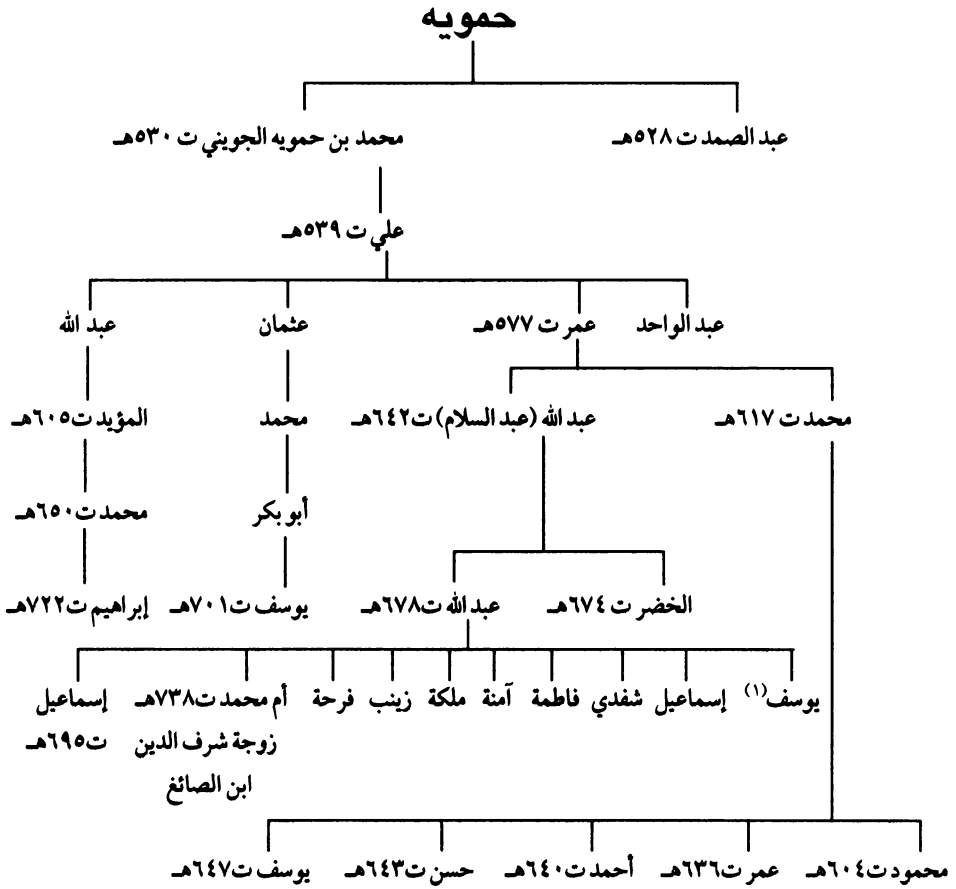 حمويه
عبد الصمد ت ٥٢٨هـ
محمد بن حمويه الجويني ت ٥٣٠هـ
علي ت ٥٣٩هـ
عبد الواحد
عمر ت ٥٧٧هـ
عثمان
عبد الله
محمد ت ٦١٧هـ
عبد الله (عبد السلام) ت ٦٤٢هـ
محمد
المؤيد ت ٦٠٥هـ
أبو بكر
محمد ت ٦٥٠هـ
الخضر ت ٦٧٤هـ
عبد الله ت ٦٧٨هـ
يوسف ت ٧٠١هـ
إبراهيم ت ٧٢٢هـ
يوسف (١)
إسماعيل
شفدي
فاطمة
آمنة
ملكة
زينب
فرحة
أم محمد ت ٧٣٨هـ
زوجة شرف الدين
ابن الصائغ
إسماعيل
ت ٦٩٥هـ
محمود ت ٦٠٤هـ
عمر ت ٦٣٦هـ
أحمد ت ٦٤٠هـ
حسن ت ٦٤٣هـ
يوسف ت ٦٤٧هـ